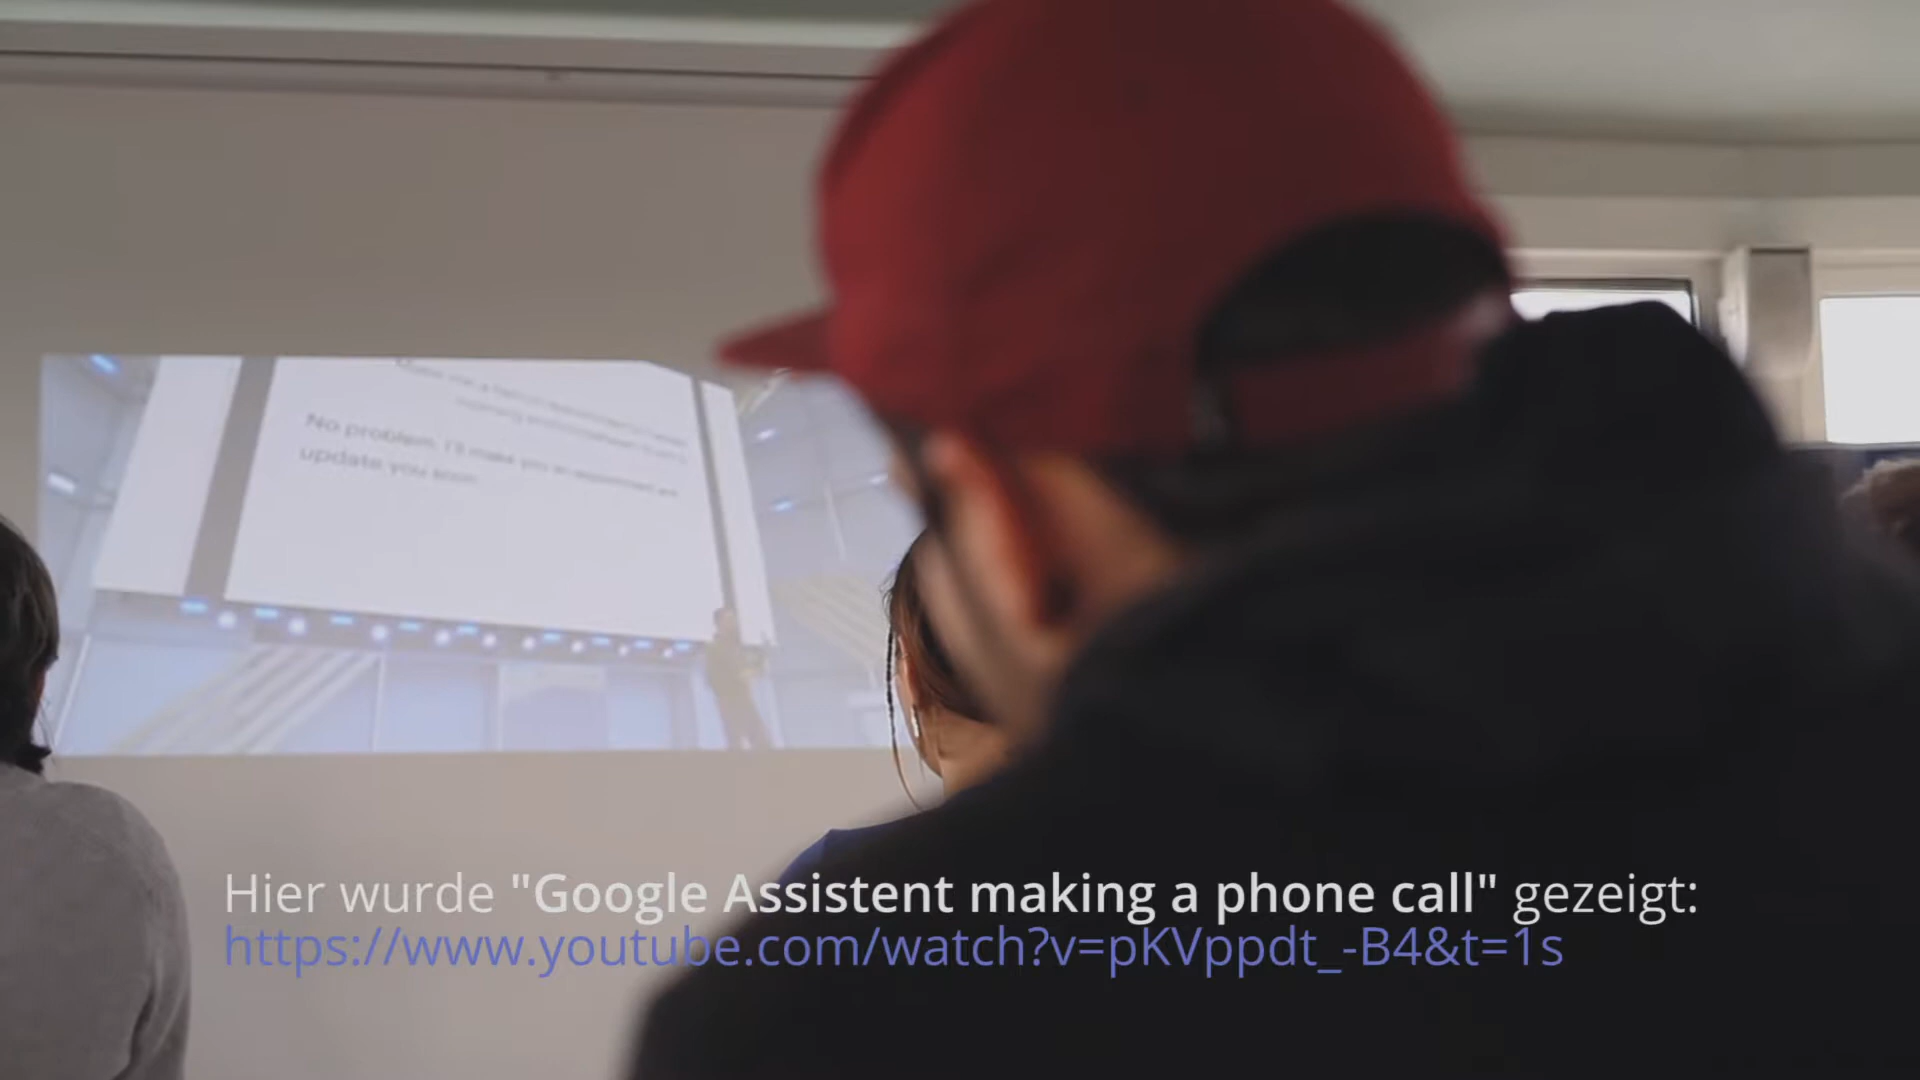 No problem, I'll make you an appointment and
update you soon.
Hier wurde "Google Assistent making a phone call" gezeigt:
https://www.youtube.com/watch?v=pKVppdt_-B4&t=1s